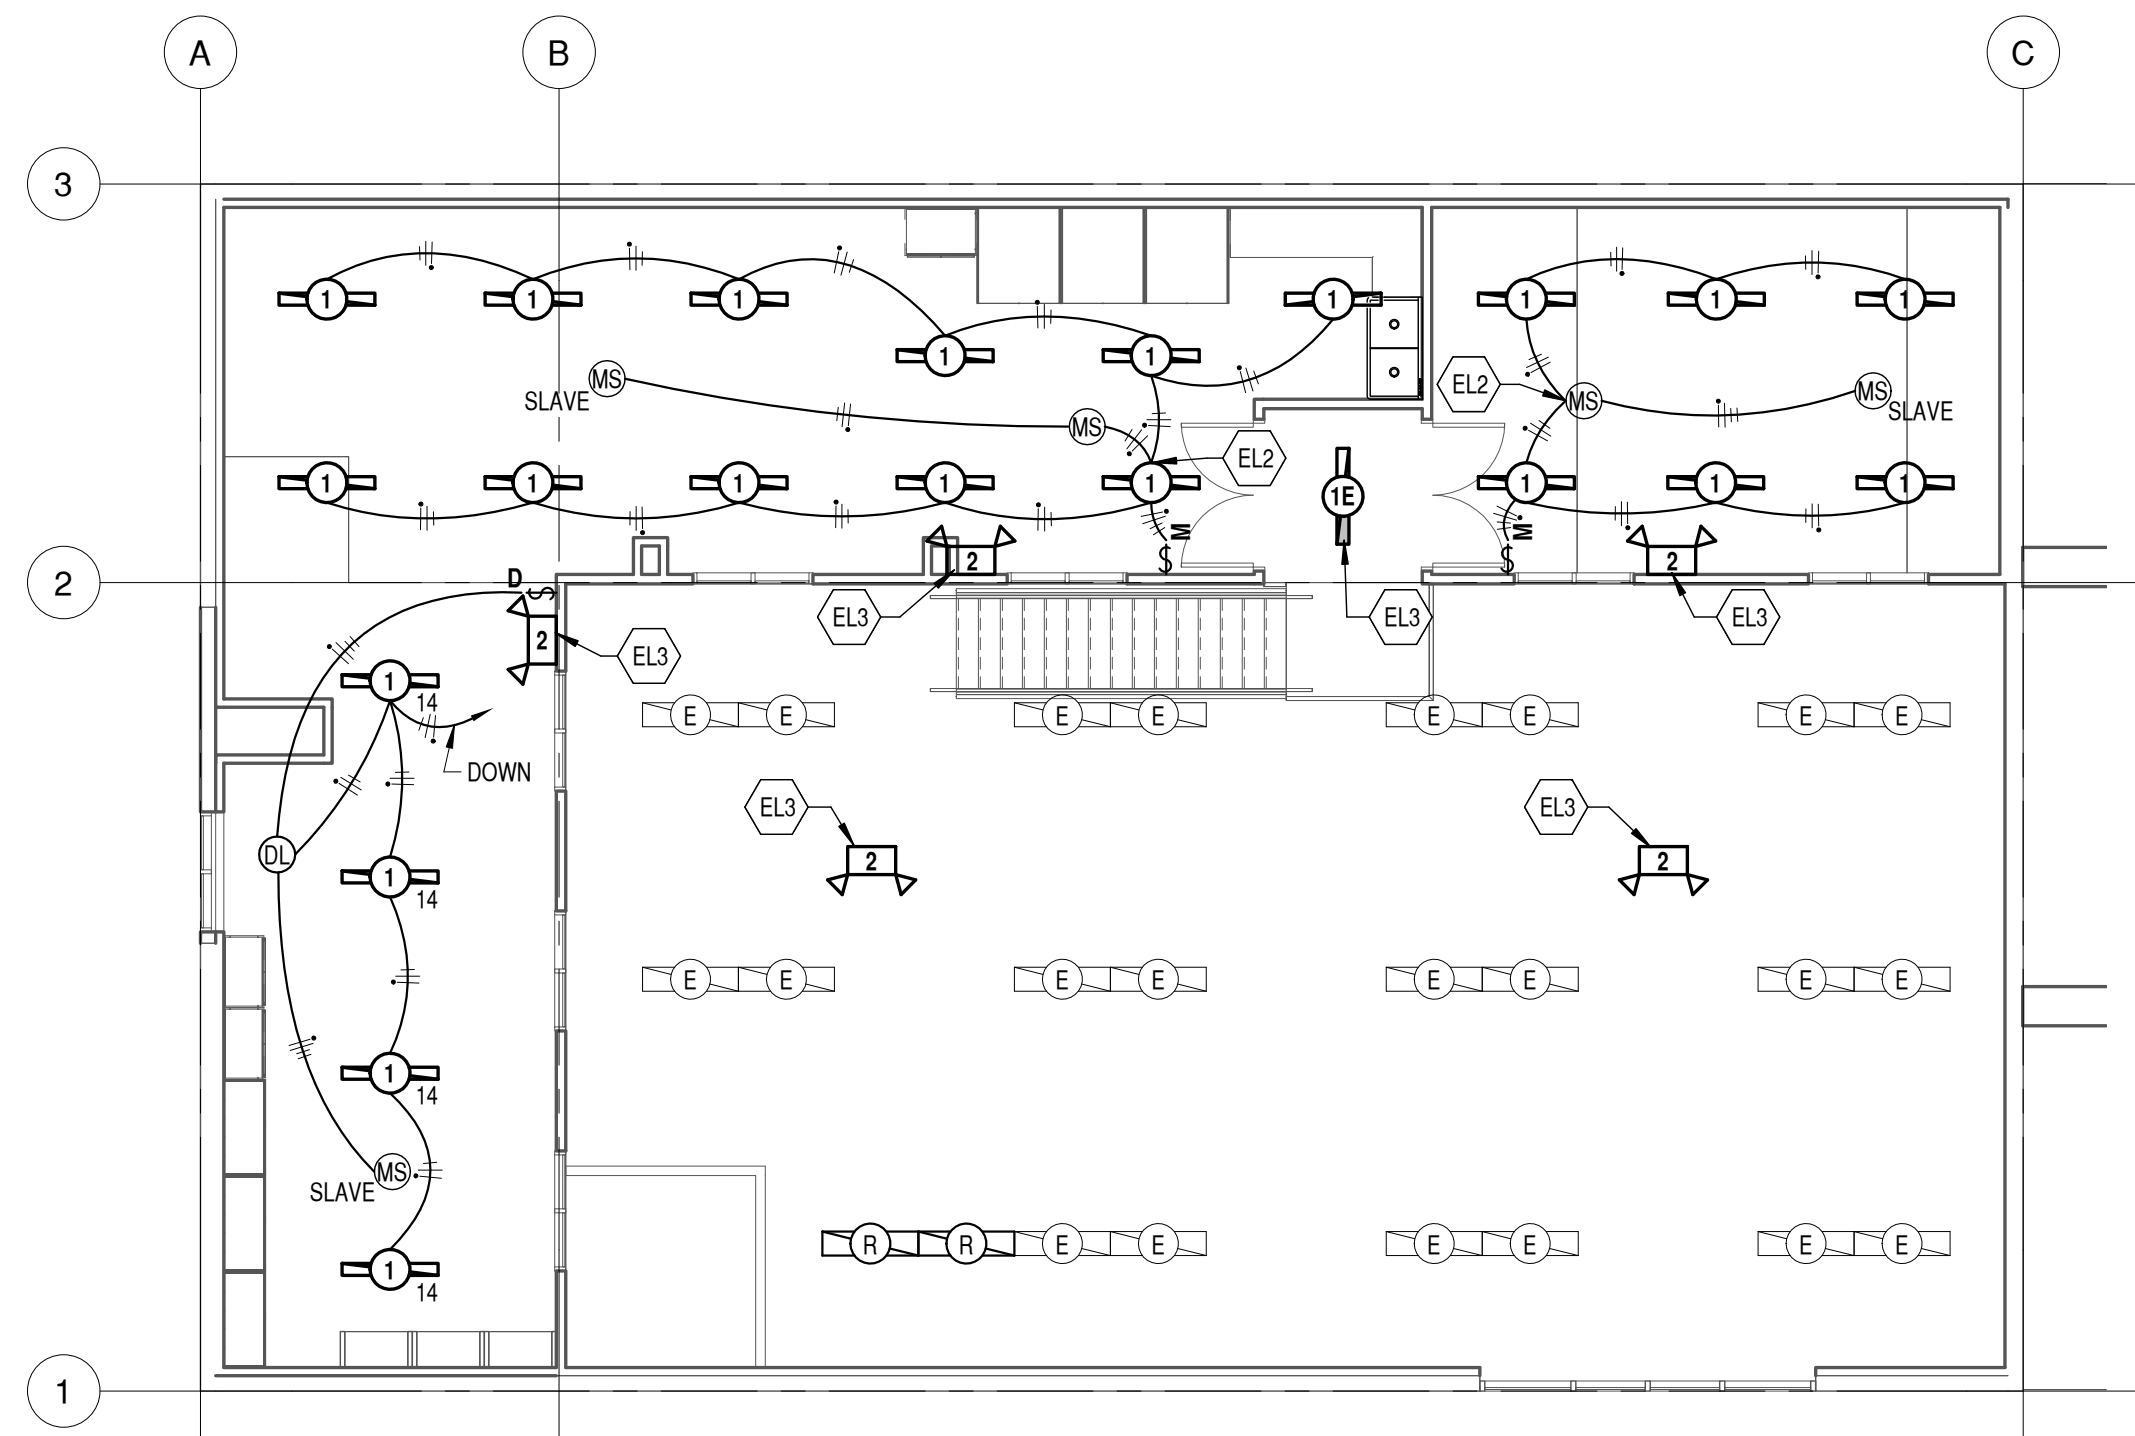 A B C
3
1 1 1 1 1 1 1
1 1
MS SLAVE MS EL2 MS MS SLAVE
EL2
1 1 1 1 1 1E 1 1 1
M M
$ $
2 2 2
2 D $
EL3 EL3 EL3
2 EL3
1
14
E E E E E E E E
DOWN
EL3 EL3
DL 2 2
1
14
E E E E E E E E
1
14
MS
SLAVE
R R E E E E E E
1
14
1